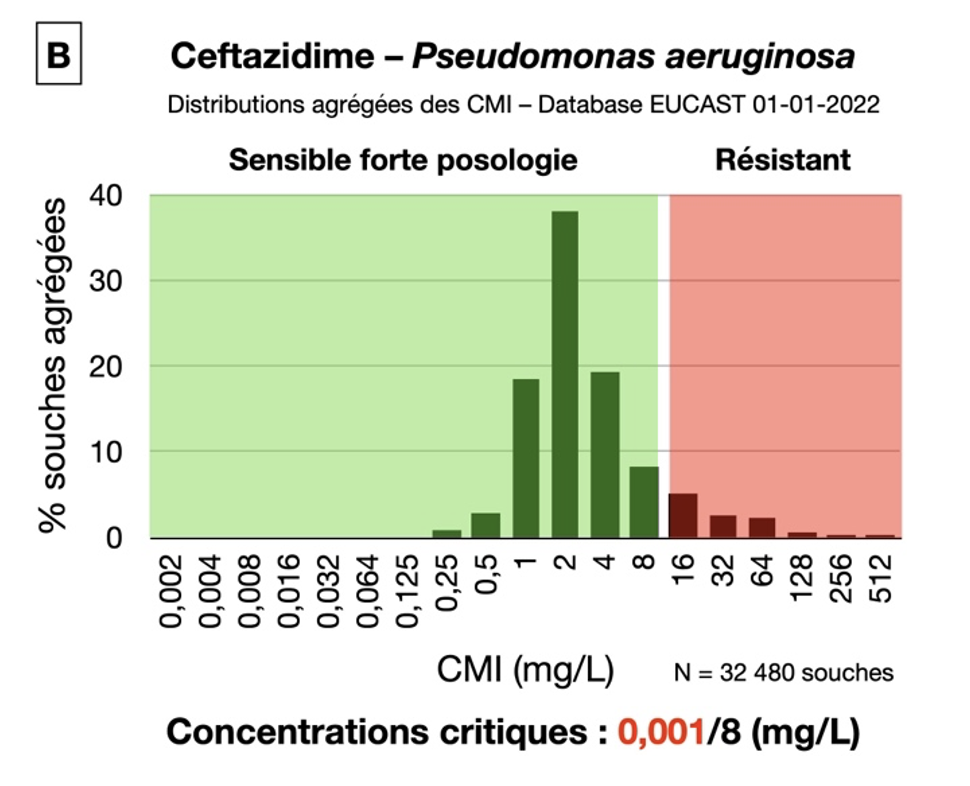 B
Ceftazidime – Pseudomonas aeruginosa
Distributions agrégées des CMI – Database EUCAST 01-01-2022
Sensible forte posologie
Résistant
% souches agrégées
40
30
20
10
0
0,002
0,004
0,008
0,016
0,032
0,064
0,125
0,25
0,5
1
2
4
8
16
32
64
128
256
512
CMI (mg/L)
N = 32 480 souches
Concentrations critiques : 0,001/8 (mg/L)